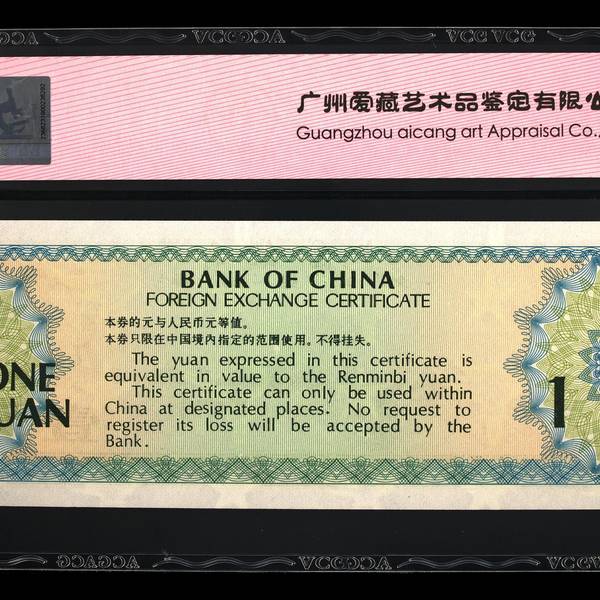 广州爱藏艺术品鉴定有限公
Guangzhou aicang art Appraisal Co.,
BANK OF CHINA
FOREIGN EXCHANGE CERTIFICATE
本券的元与人民币元等值。
本券只限在中国境内指定的范围使用。不得挂失。
The yuan expressed in this certificate is
equivalent in value to the Renminbi yuan.
This certificate can only be used within
China at designated places. No request to
register its loss will be accepted by the
Bank.
ONE
YUAN
1